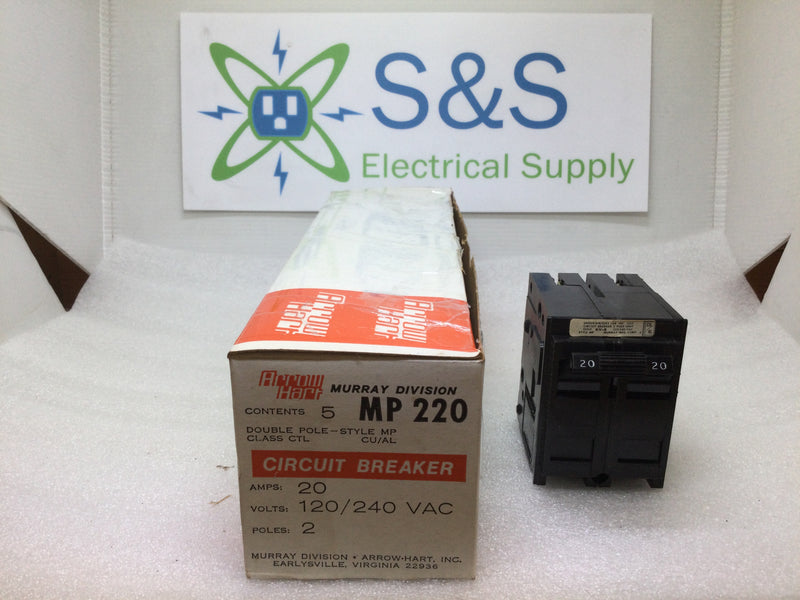 S&S
Electrical Supply
Arrow
Hart
Arrow
Hart
Arrow Hart MURRAY DIVISION
CONTENTS 5 MP 220
DOUBLE POLE-STYLE MP
CLASS CTL CU/AL
CIRCUIT BREAKER
AMPS: 20
VOLTS: 120/240 VAC
POLES: 2
MURRAY DIVISION • ARROW-HART, INC.
EARLYSVILLE, VIRGINIA 22936
20 20